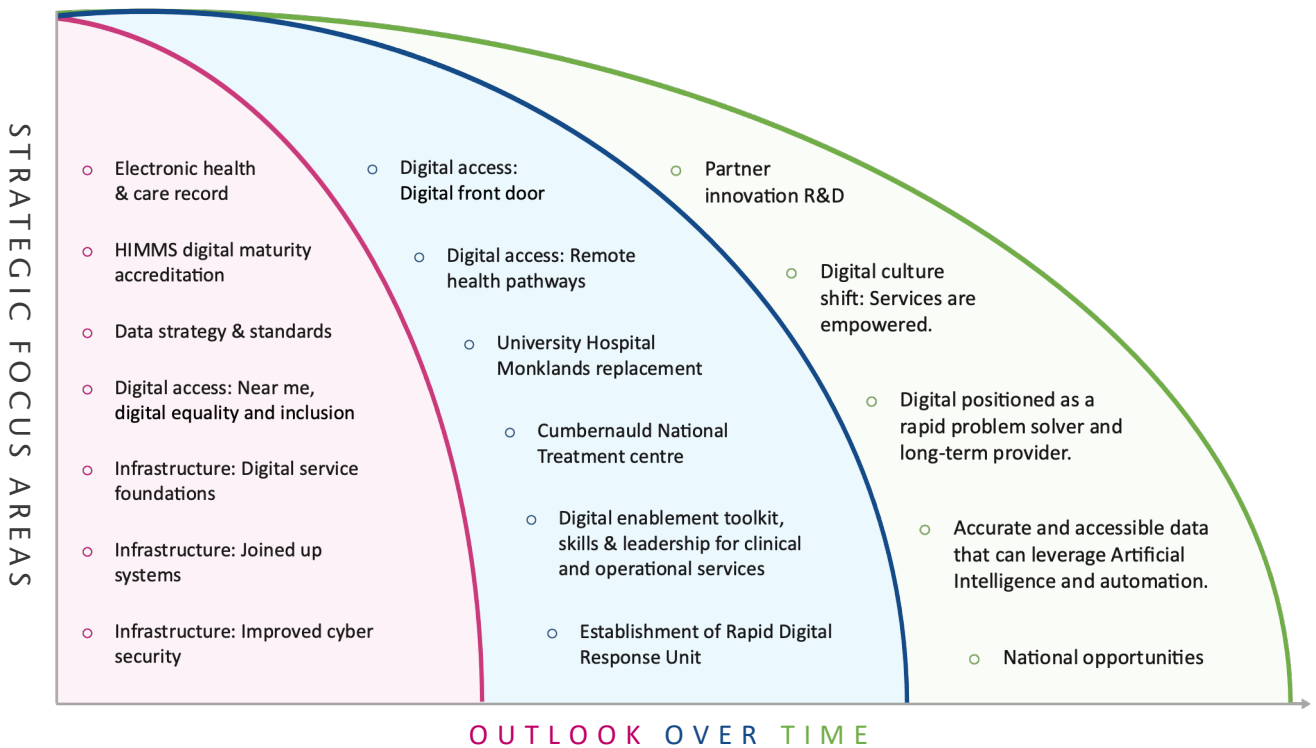 STRATEGIC FOCUS AREAS
Electronic health
& care record
HIMMS digital maturity
accreditation
Data strategy & standards
Digital access: Near me,
digital equality and inclusion
Infrastructure: Digital service
foundations
Infrastructure: Joined up
systems
Infrastructure: Improved cyber
security
Digital access:
Digital front door
Digital access: Remote
health pathways
University Hospital
Monklands replacement
Cumbernauld National
Treatment centre
Digital enablement toolkit,
skills & leadership for clinical
and operational services
Establishment of Rapid Digital
Response Unit
Partner
innovation R&D
Digital culture
shift: Services are
empowered.
Digital positioned as a
rapid problem solver and
long-term provider.
Accurate and accessible data
that can leverage Artificial
Intelligence and automation.
National opportunities
OUTLOOK OVER TIME